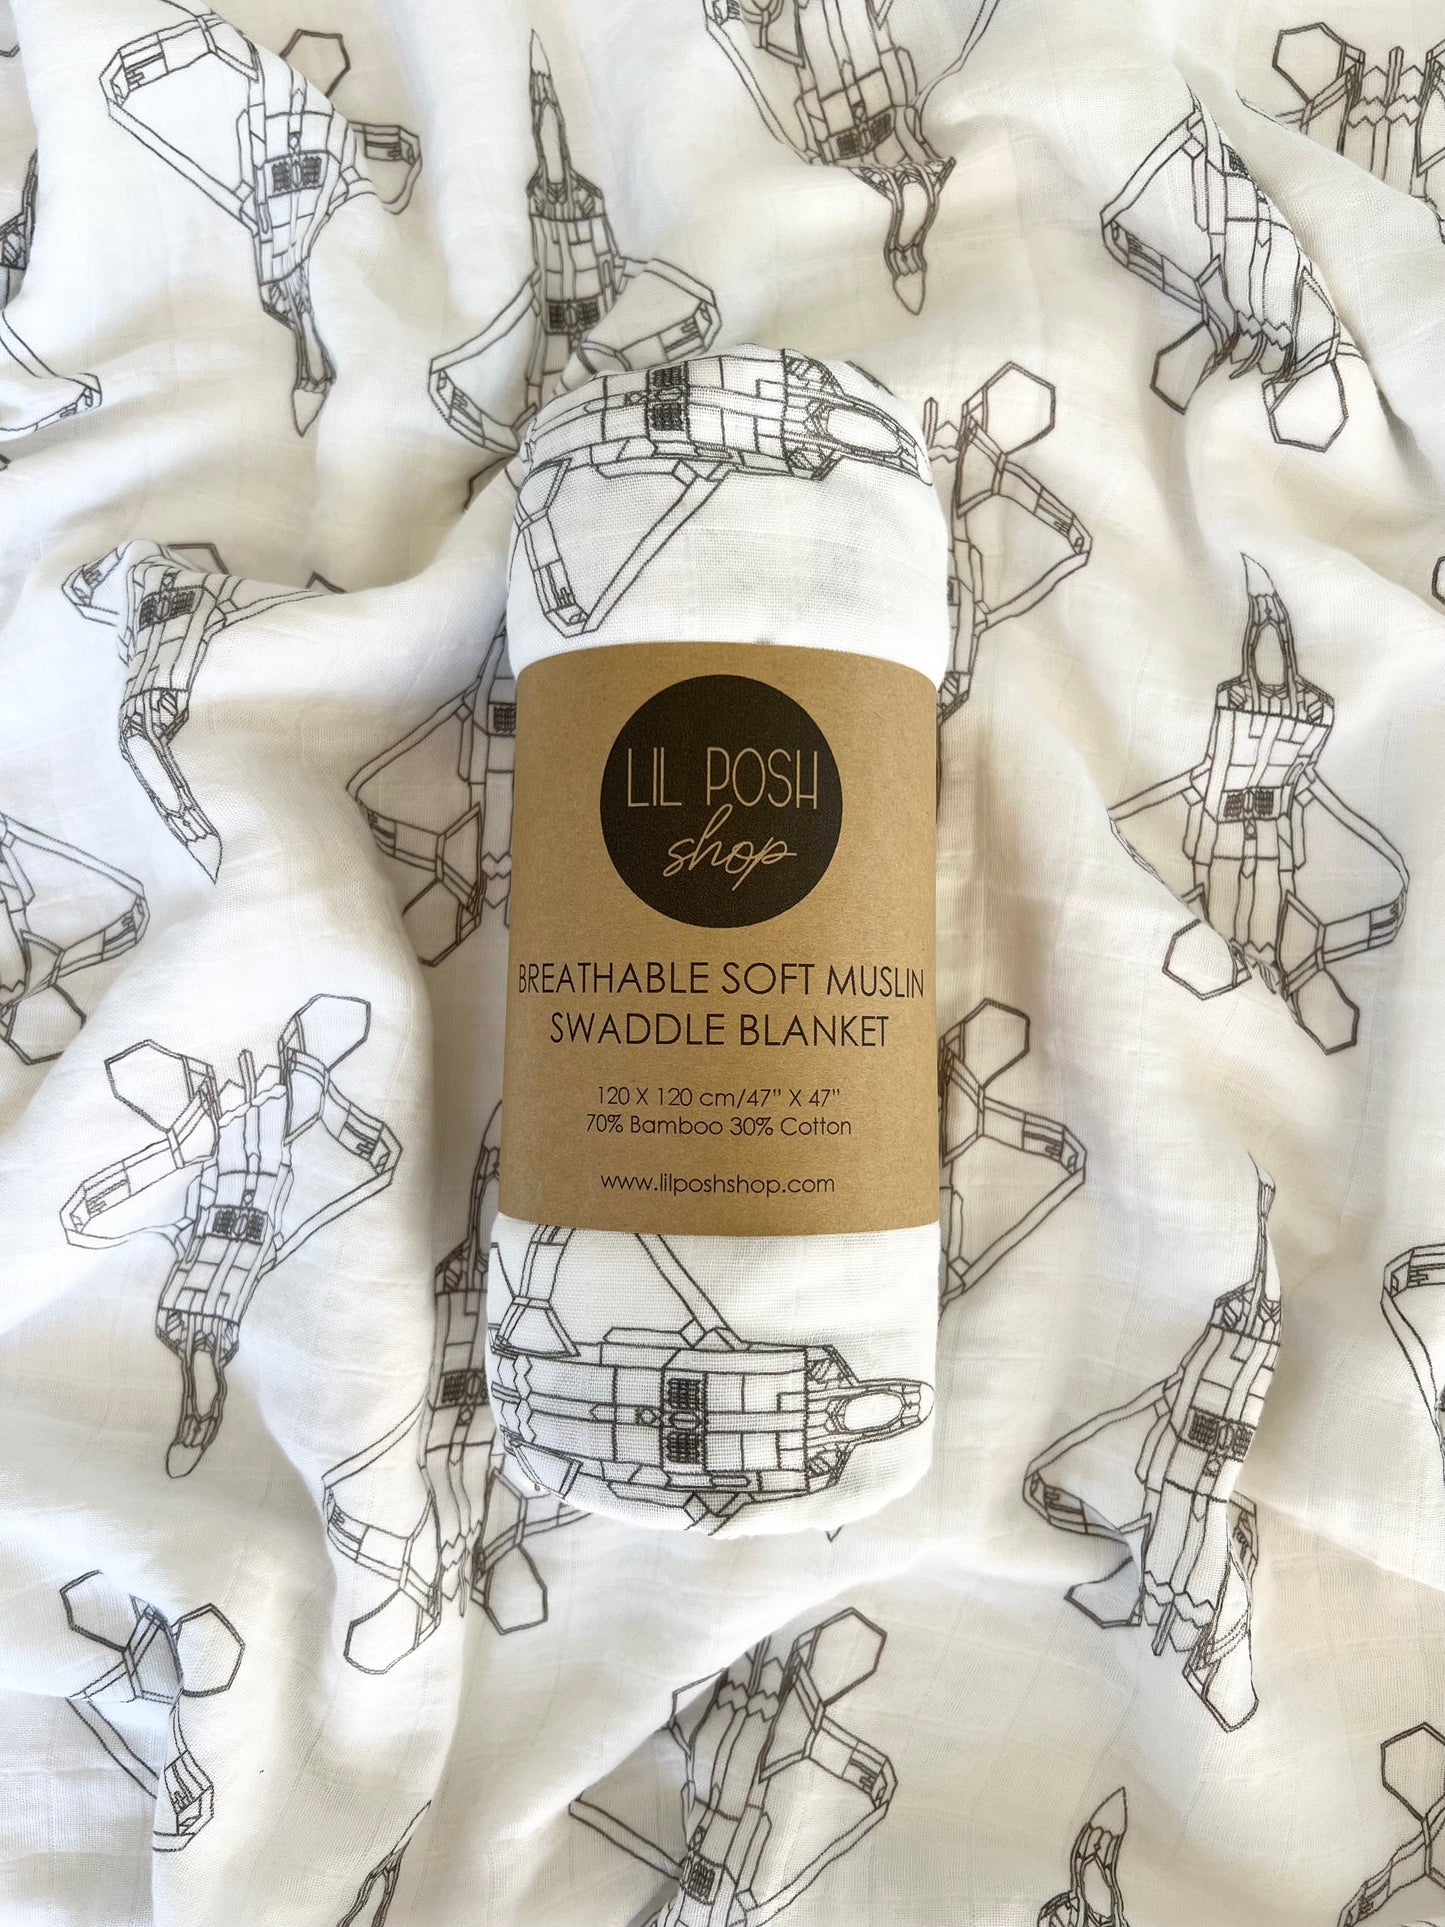 LIL POSH
shop
BREATHABLE SOFT MUSLIN
SWADDLE BLANKET
120 X 120 cm/47" X 47"
70% Bamboo 30% Cotton
www.lilposhshop.com